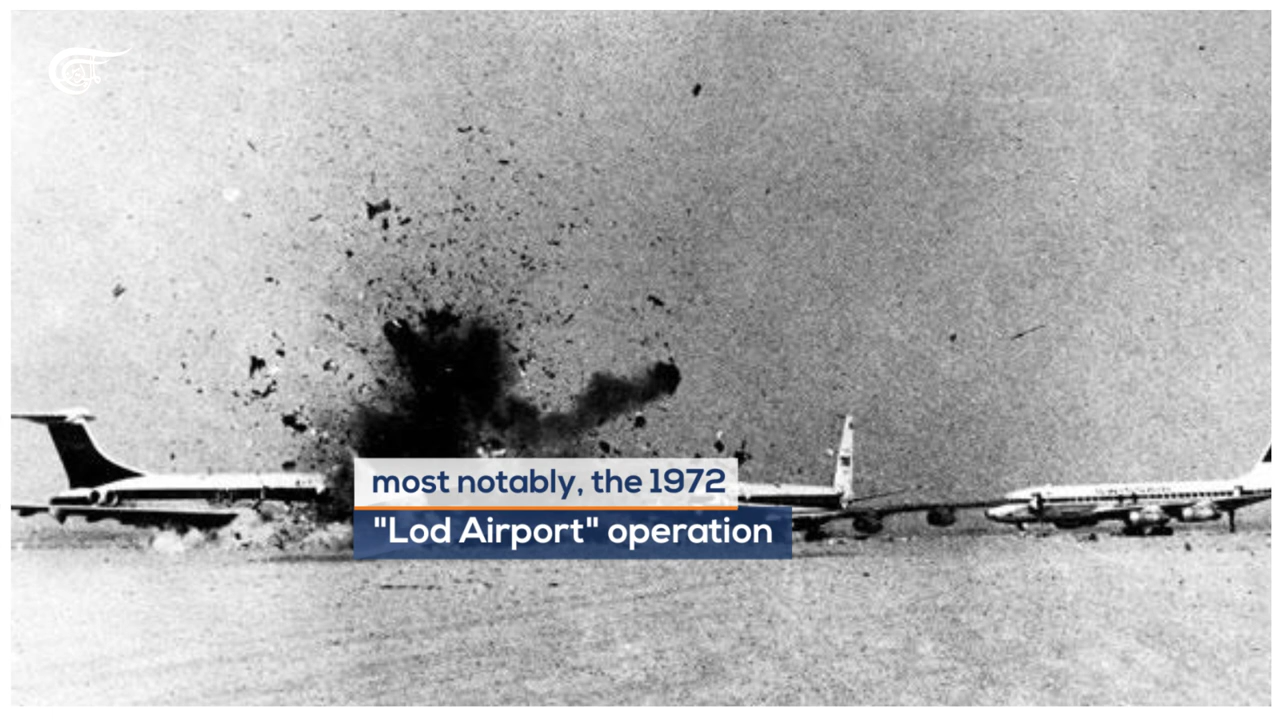 most notably, the 1972
"Lod Airport" operation